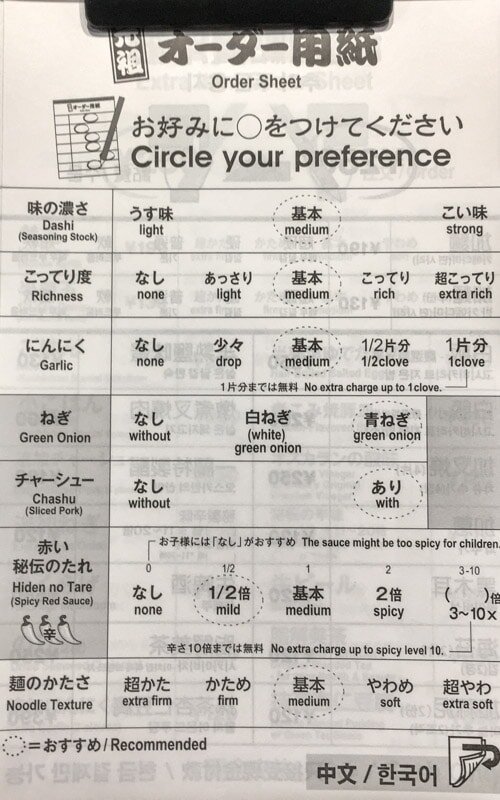 元祖 オーダー用紙
Order Sheet
お好みに〇をつけてください
Circle your preference
味の濃さ うす味 基本 こい味
Dashi light medium strong
(Seasoning Stock)
こってり度 なし あっさり 基本 こってり 超こってり
Richness none light medium rich extra rich
にんにく なし 少々 基本 1/2片分 1片分
Garlic none drop medium 1/2clove 1clove
1片分までは無料 No extra charge up to 1clove.
ねぎ なし 白ねぎ 青ねぎ
Green Onion without (white) green onion
green onion
チャーシュー なし あり
Chashu without with
(Sliced Pork)
お子様には「なし」がおすすめ The sauce might be too spicy for children.
赤い 0 1/2 1 2 3-10
秘伝のたれ なし 1/2倍 基本 2倍 ( )倍
Hiden no Tare none mild medium spicy 3~10x
(Spicy Red Sauce)
辛
辛さ10倍までは無料 No extra charge up to spicy level 10.
麺のかたさ 超かた かため 基本 やわめ 超やわ
Noodle Texture extra firm firm medium soft extra soft
=おすすめ/Recommended
中文 / 한국어